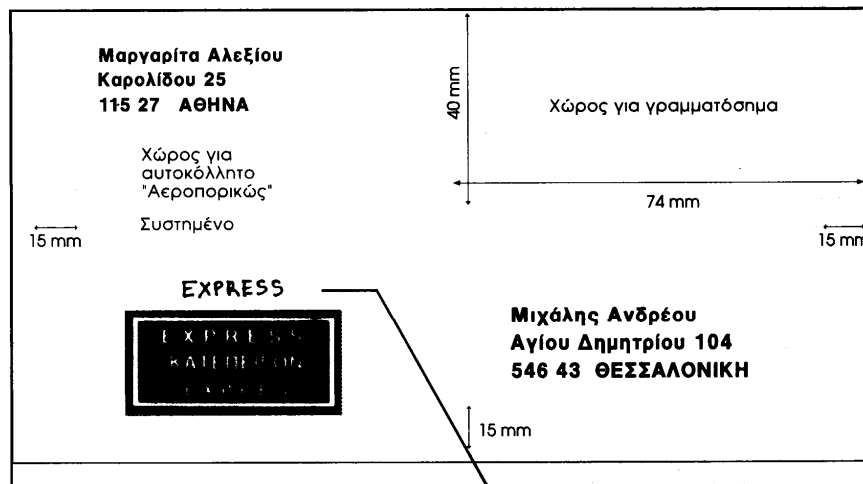 Μαργαρίτα Αλεξίου
Καρολίδου 25
115 27 ΑΘΗΝΑ
40 mm
Χώρος για γραμματόσημα
Χώρος για
αυτοκόλλητο
"Αεροπορικώς"
74 mm
Συστημένο
15 mm
15 mm
EXPRESS
Μιχάλης Ανδρέου
Αγίου Δημητρίου 104
546 43 ΘΕΣΣΑΛΟΝΙΚΗ
EXPRESS
15 mm